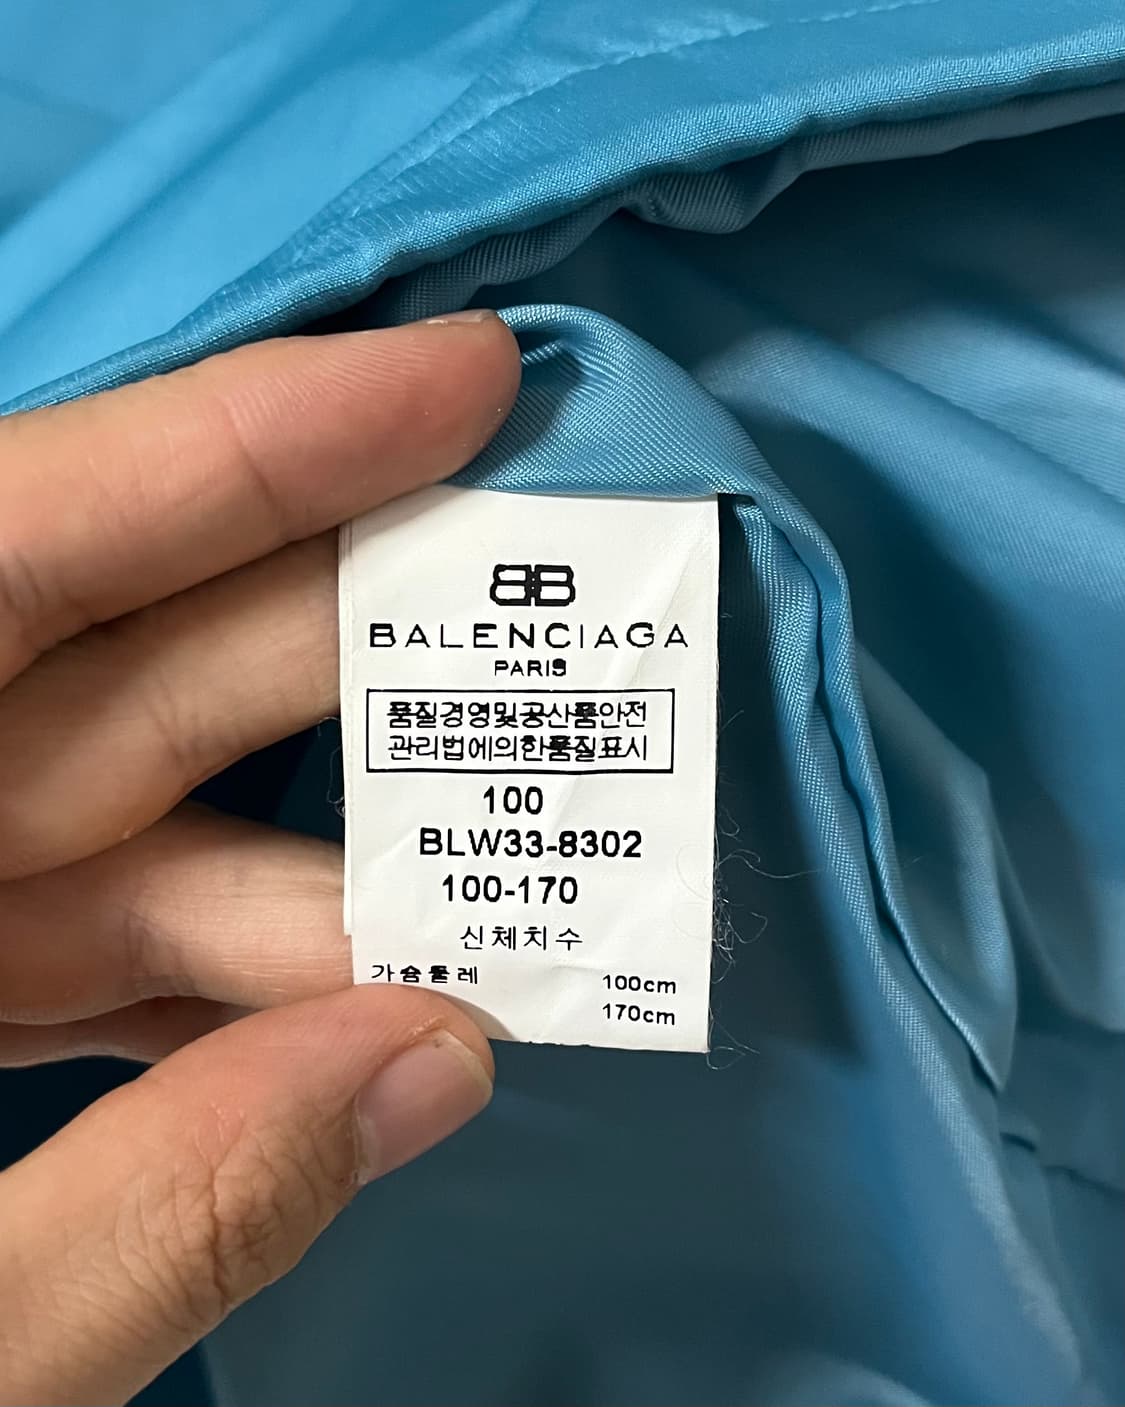 BB
BALENCIAGA
PARIS
품질경영및공산품안전
관리법에의한품질표시
100
BLW33-8302
100-170
신체치수
가슴둘레 100cm
170cm